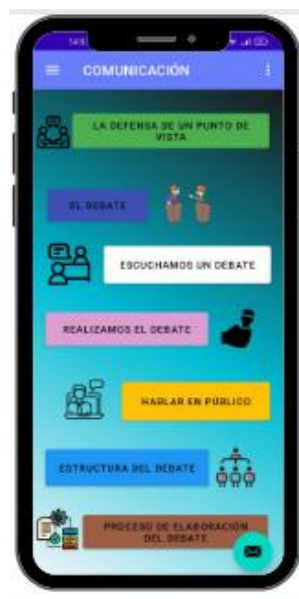 COMUNICACIÓN
LA DEFENSA DE UN PUNTO DE
VISTA
EL DEBATE
ESCUCHAMOS UN DEBATE
REALIZAMOS EL DEBATE
HABLAR EN PÚBLICO
ESTRUCTURA DEL DEBATE
PROCESO DE ELABORACIÓN
DEL DEBATE